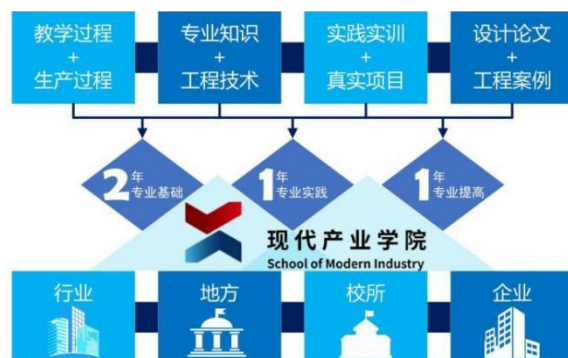 教学过程
+
生产过程
专业知识
+
工程技术
实践实训
+
真实项目
设计论文
+
工程案例
2年
专业基础
1年
专业实践
1年
专业提高
现代产业学院
School of Modern Industry
行业
地方
校所
企业